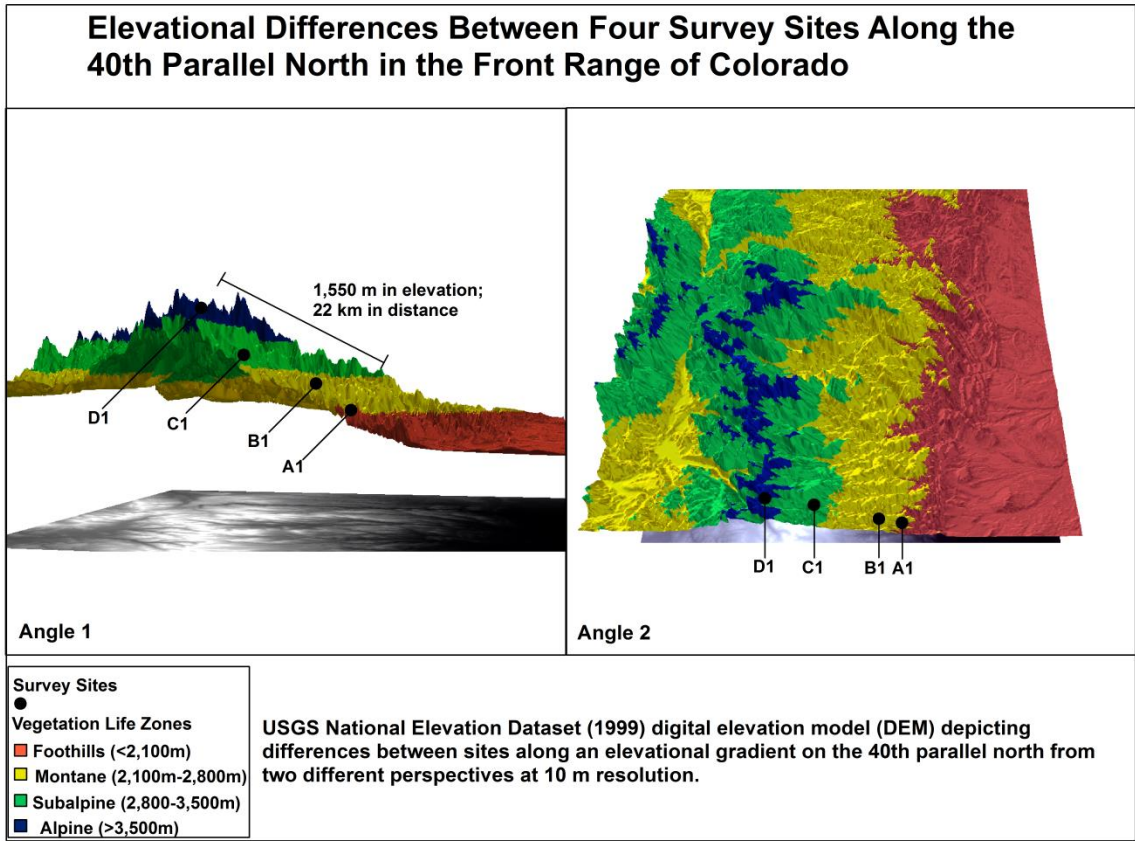 Elevational Differences Between Four Survey Sites Along the
40th Parallel North in the Front Range of Colorado
1,550 m in elevation;
22 km in distance
D1
C1
B1
A1
Angle 1
D1
C1
B1
A1
Angle 2
Survey Sites
Vegetation Life Zones
Foothills (<2,100m)
Montane (2,100m-2,800m)
Subalpine (2,800-3,500m)
Alpine (>3,500m)
USGS National Elevation Dataset (1999) digital elevation model (DEM) depicting
differences between sites along an elevational gradient on the 40th parallel north from
two different perspectives at 10 m resolution.